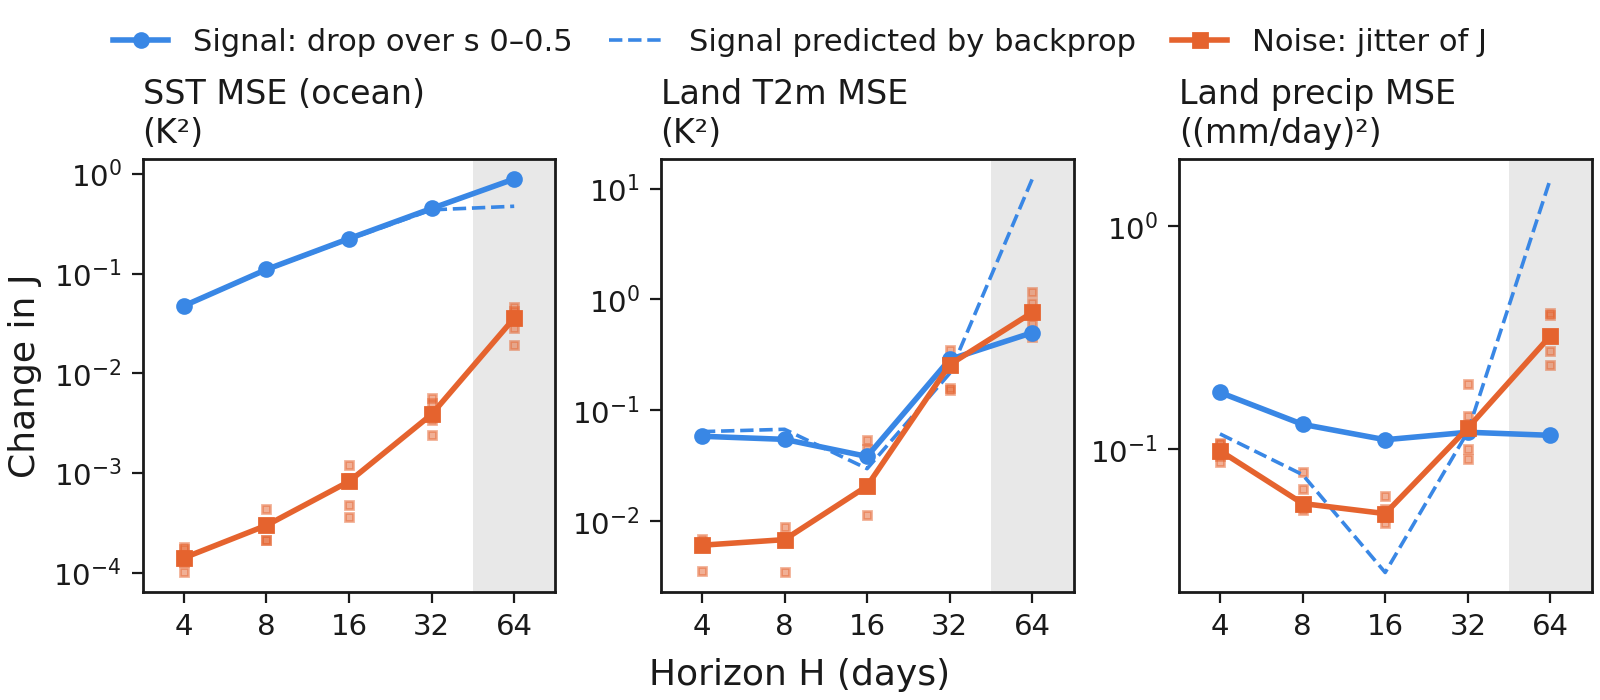 Signal: drop over s 0–0.5
Signal predicted by backprop
Noise: jitter of J
SST MSE (ocean)
(K²)
Land T2m MSE
(K²)
Land precip MSE
((mm/day)²)
Change in J
10⁰
10⁻¹
10⁻²
10⁻³
10⁻⁴
4 8 16 32 64
10¹
10⁰
10⁻¹
10⁻²
4 8 16 32 64
10⁰
10⁻¹
4 8 16 32 64
Horizon H (days)